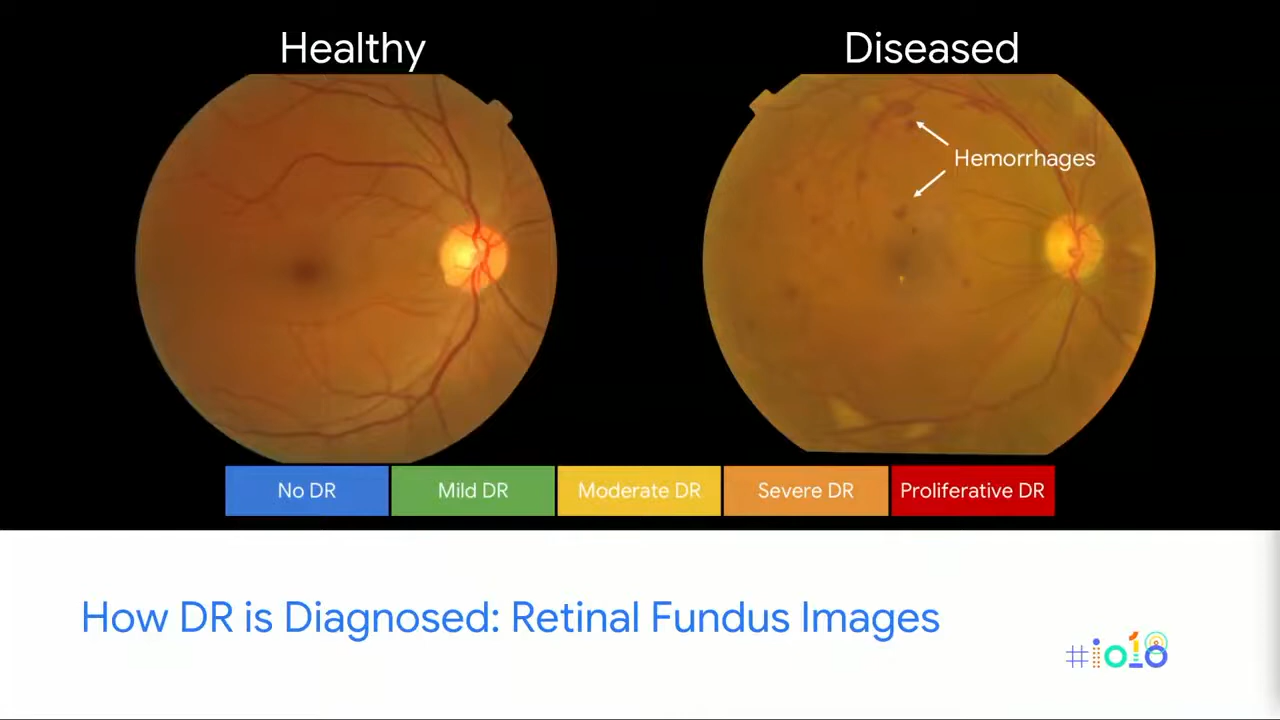 Healthy
Diseased
Hemorrhages
No DR
Mild DR
Moderate DR
Severe DR
Proliferative DR
How DR is Diagnosed: Retinal Fundus Images
#io18